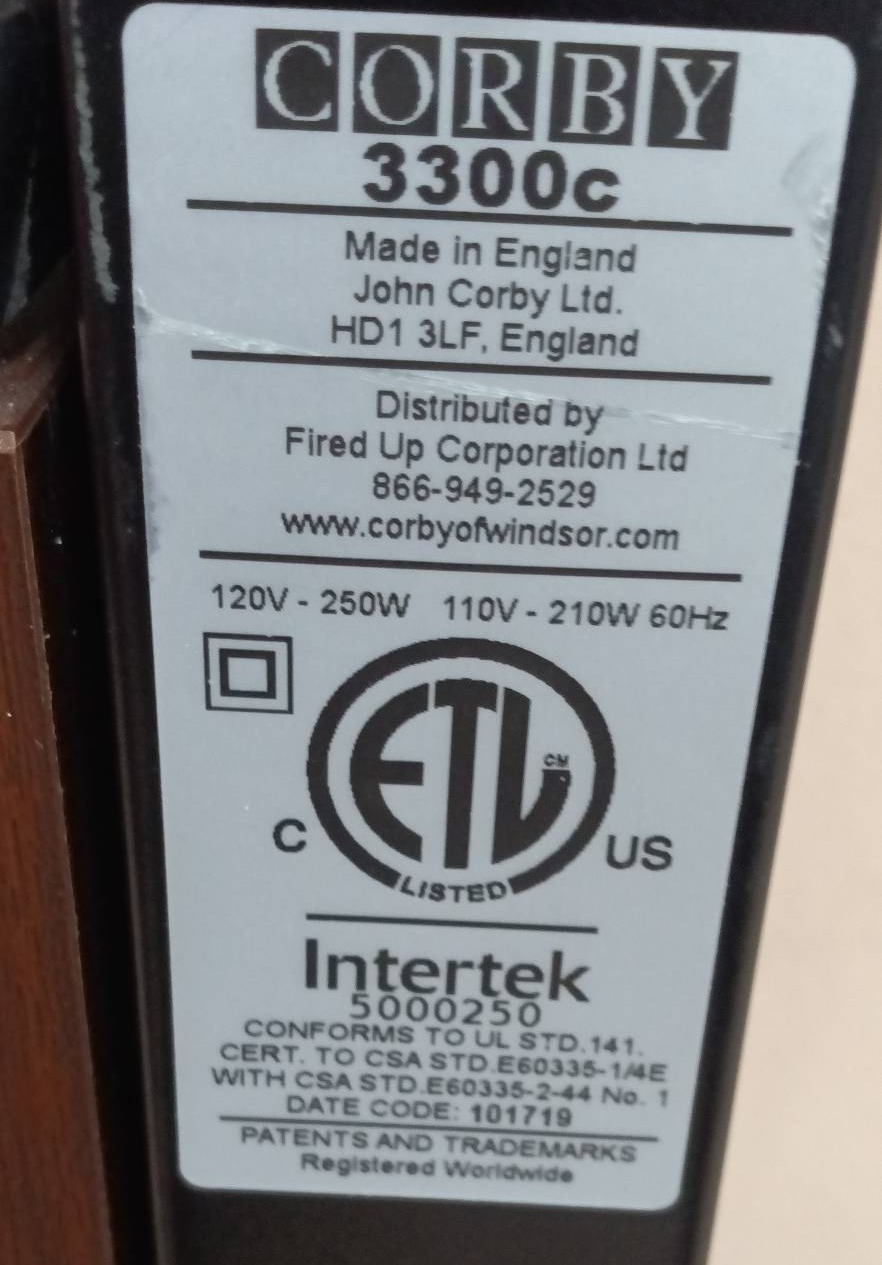 CORBY
3300c
Made in England
John Corby Ltd.
HD1 3LF, England
Distributed by
Fired Up Corporation Ltd
866-949-2529
www.corbyofwindsor.com
120V - 250W 110V - 210W 60Hz
ETL CM
C US
LISTED
Intertek
5000250
CONFORMS TO UL STD.141.
CERT. TO CSA STD.E60335-1/4E
WITH CSA STD.E60335-2-44 No. 1
DATE CODE: 101719
PATENTS AND TRADEMARKS
Registered Worldwide